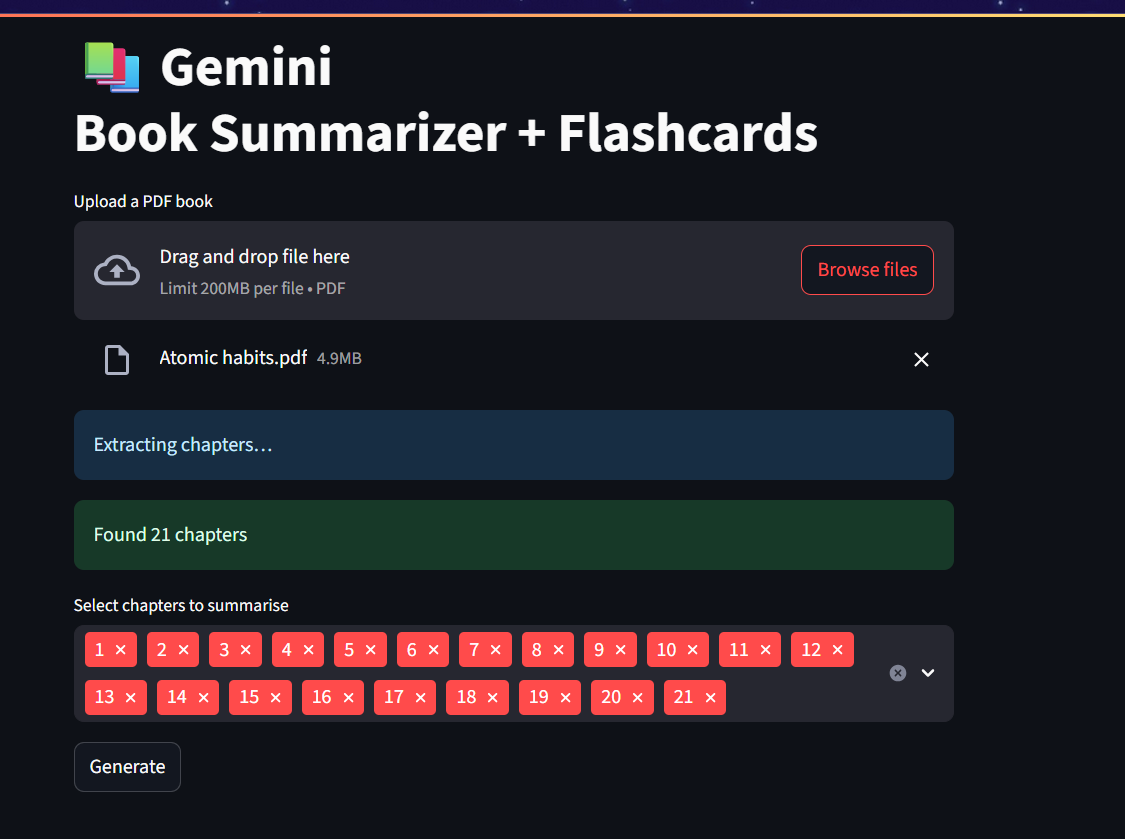 Gemini
Book Summarizer + Flashcards
Upload a PDF book
Drag and drop file here
Limit 200MB per file • PDF
Browse files
Atomic habits.pdf 4.9MB
Extracting chapters…
Found 21 chapters
Select chapters to summarise
1 2 3 4 5 6 7 8 9 10 11 12
13 14 15 16 17 18 19 20 21
Generate